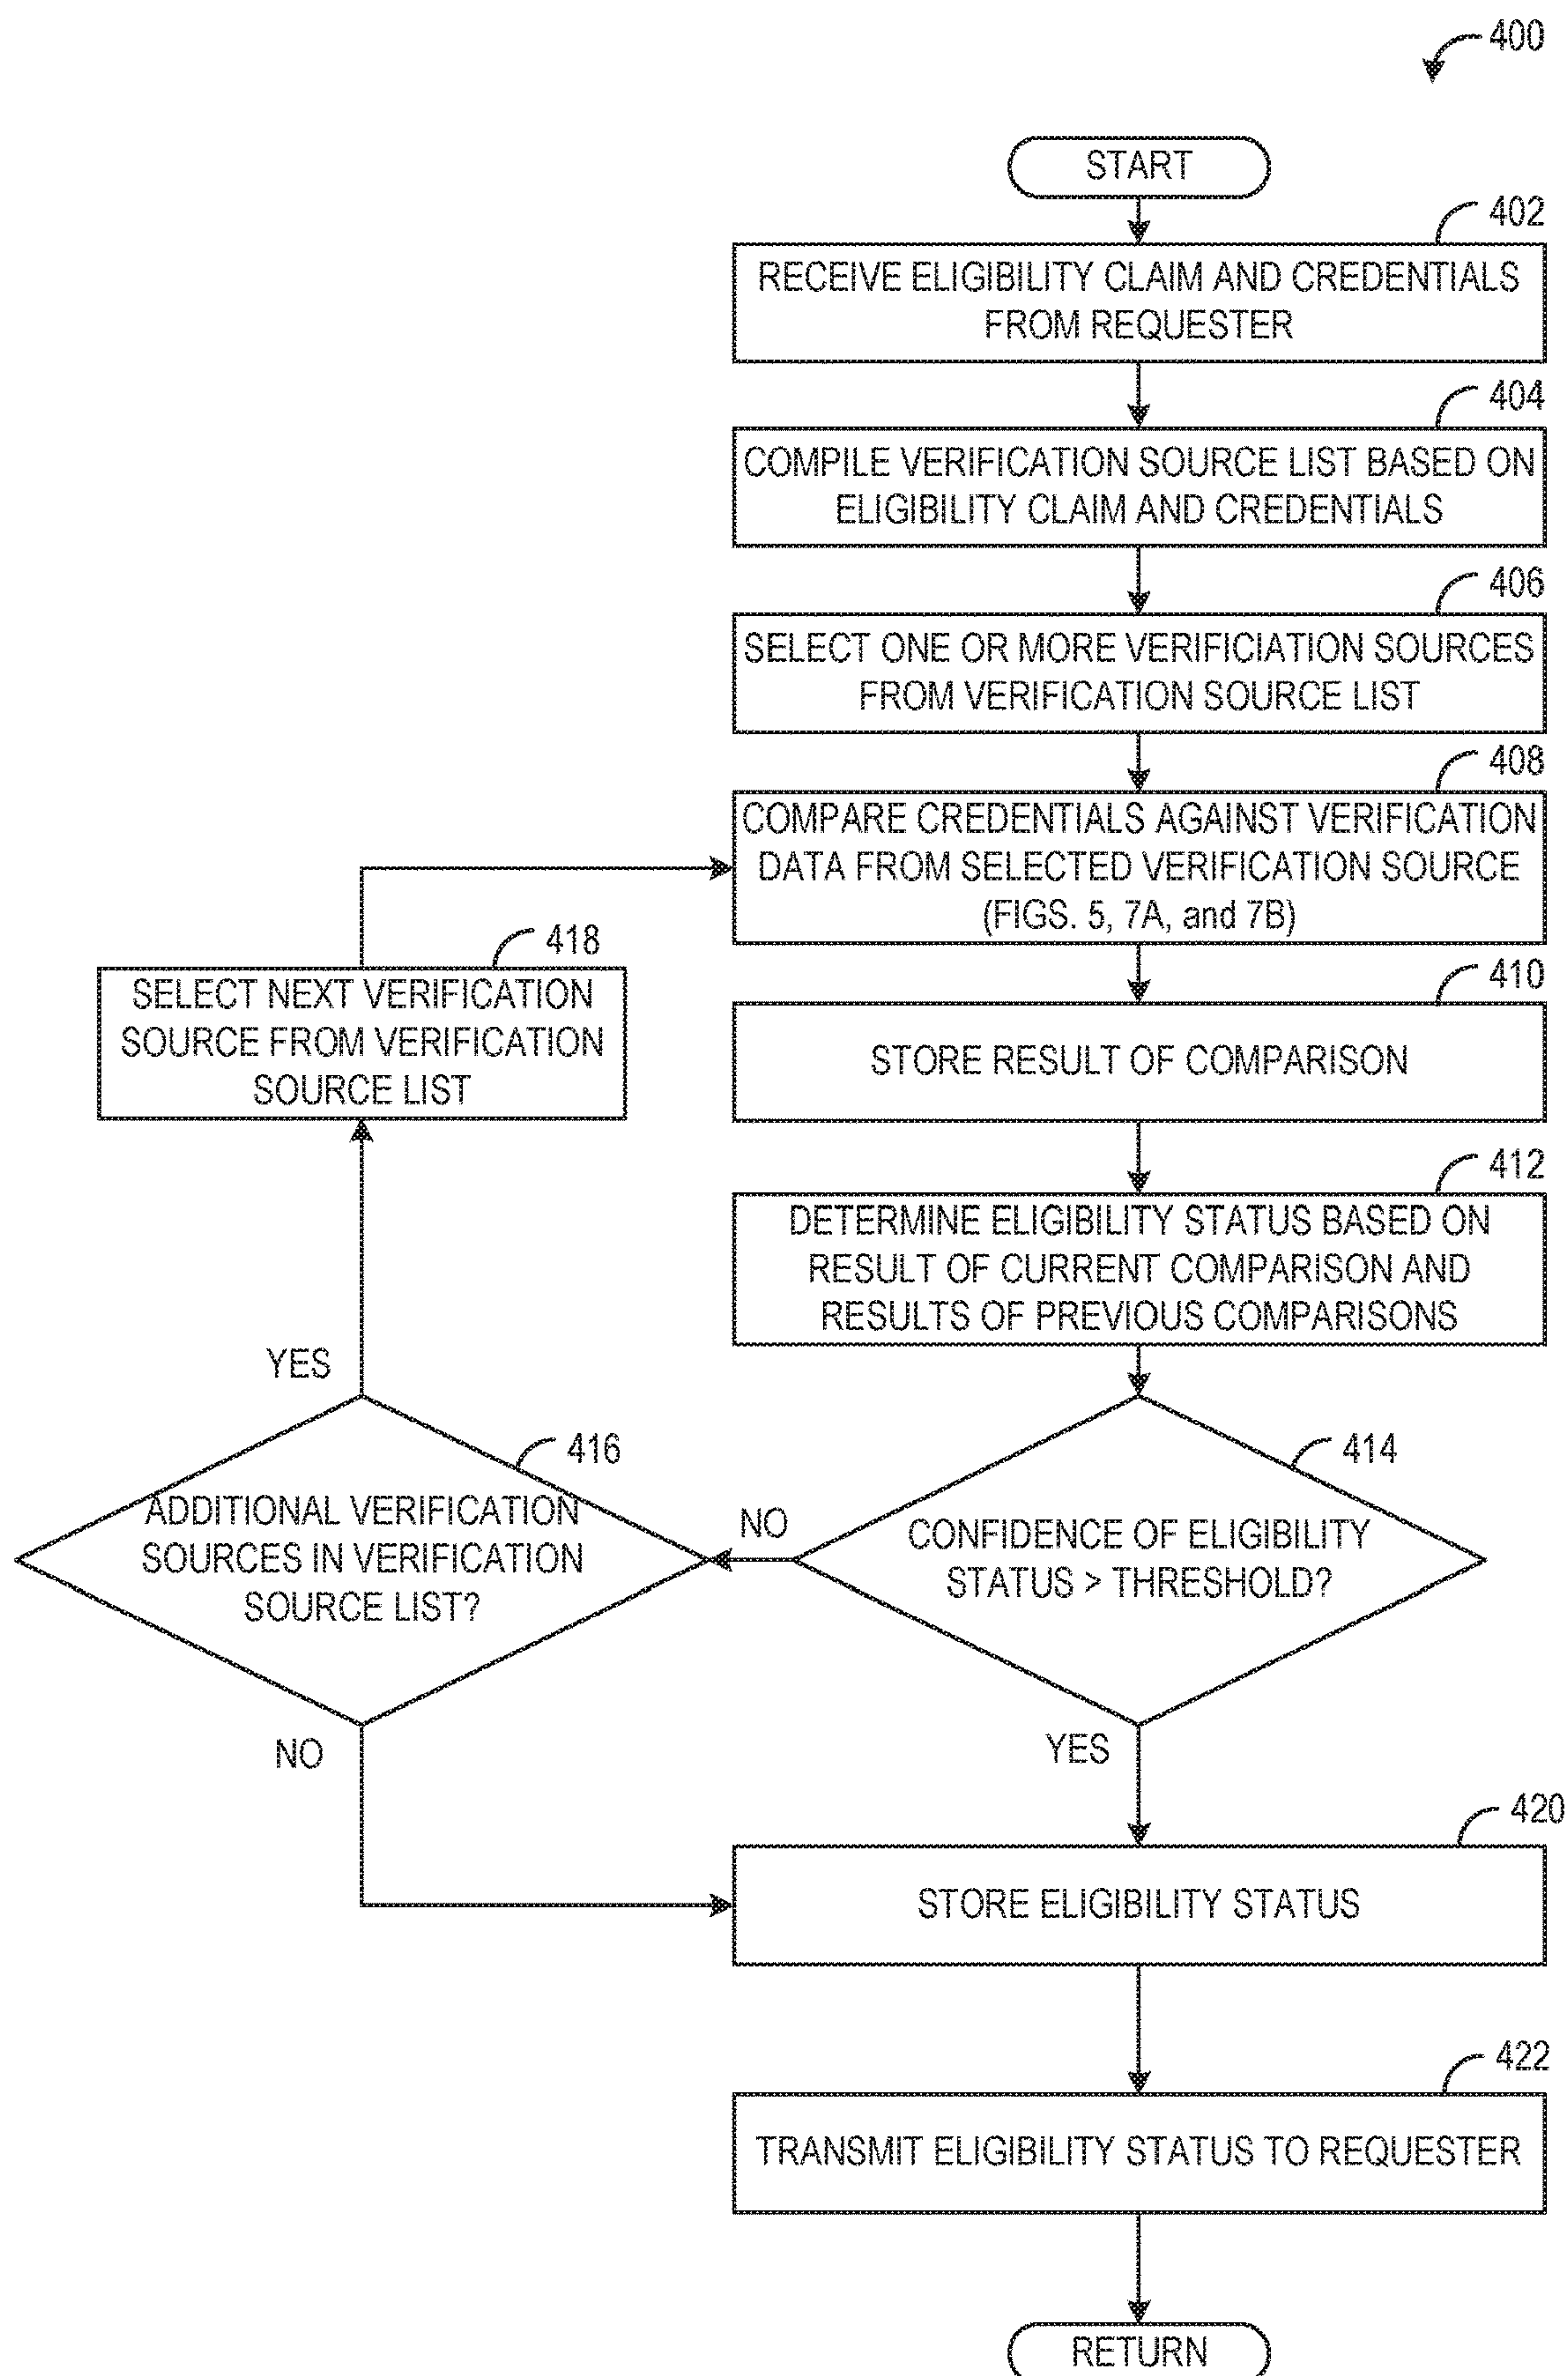 400
START
402
RECEIVE ELIGIBILITY CLAIM AND CREDENTIALS
FROM REQUESTER
404
COMPILE VERIFICATION SOURCE LIST BASED ON
ELIGIBILITY CLAIM AND CREDENTIALS
406
SELECT ONE OR MORE VERIFICIATION SOURCES
FROM VERIFICATION SOURCE LIST
408
COMPARE CREDENTIALS AGAINST VERIFICATION
DATA FROM SELECTED VERIFICATION SOURCE
(FIGS. 5, 7A, and 7B)
418
SELECT NEXT VERIFICATION
SOURCE FROM VERIFICATION
SOURCE LIST
410
STORE RESULT OF COMPARISON
412
DETERMINE ELIGIBILITY STATUS BASED ON
RESULT OF CURRENT COMPARISON AND
RESULTS OF PREVIOUS COMPARISONS
YES
416
ADDITIONAL VERIFICATION
SOURCES IN VERIFICATION
SOURCE LIST?
NO
414
CONFIDENCE OF ELIGIBILITY
STATUS > THRESHOLD?
NO
YES
420
STORE ELIGIBILITY STATUS
422
TRANSMIT ELIGIBILITY STATUS TO REQUESTER
RETURN